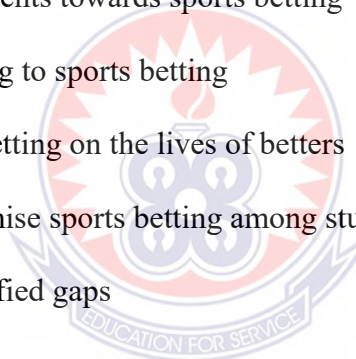 ents towards sports betting
g to sports betting
etting on the lives of betters
nise sports betting among stu
fied gaps
EDUCATION FOR SERVICE